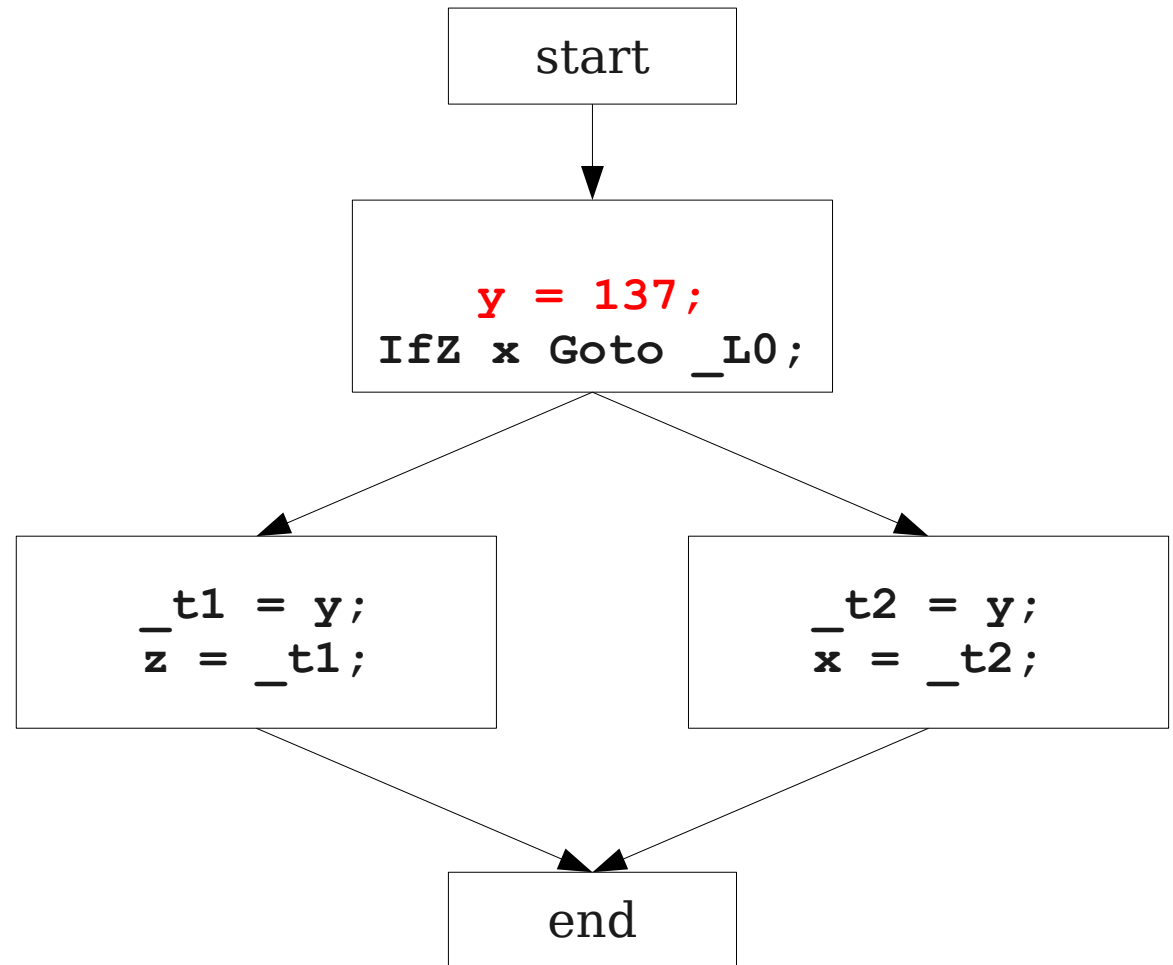 start
y = 137;
IfZ x Goto _L0;
_t1 = y;
z = _t1;
_t2 = y;
x = _t2;
end